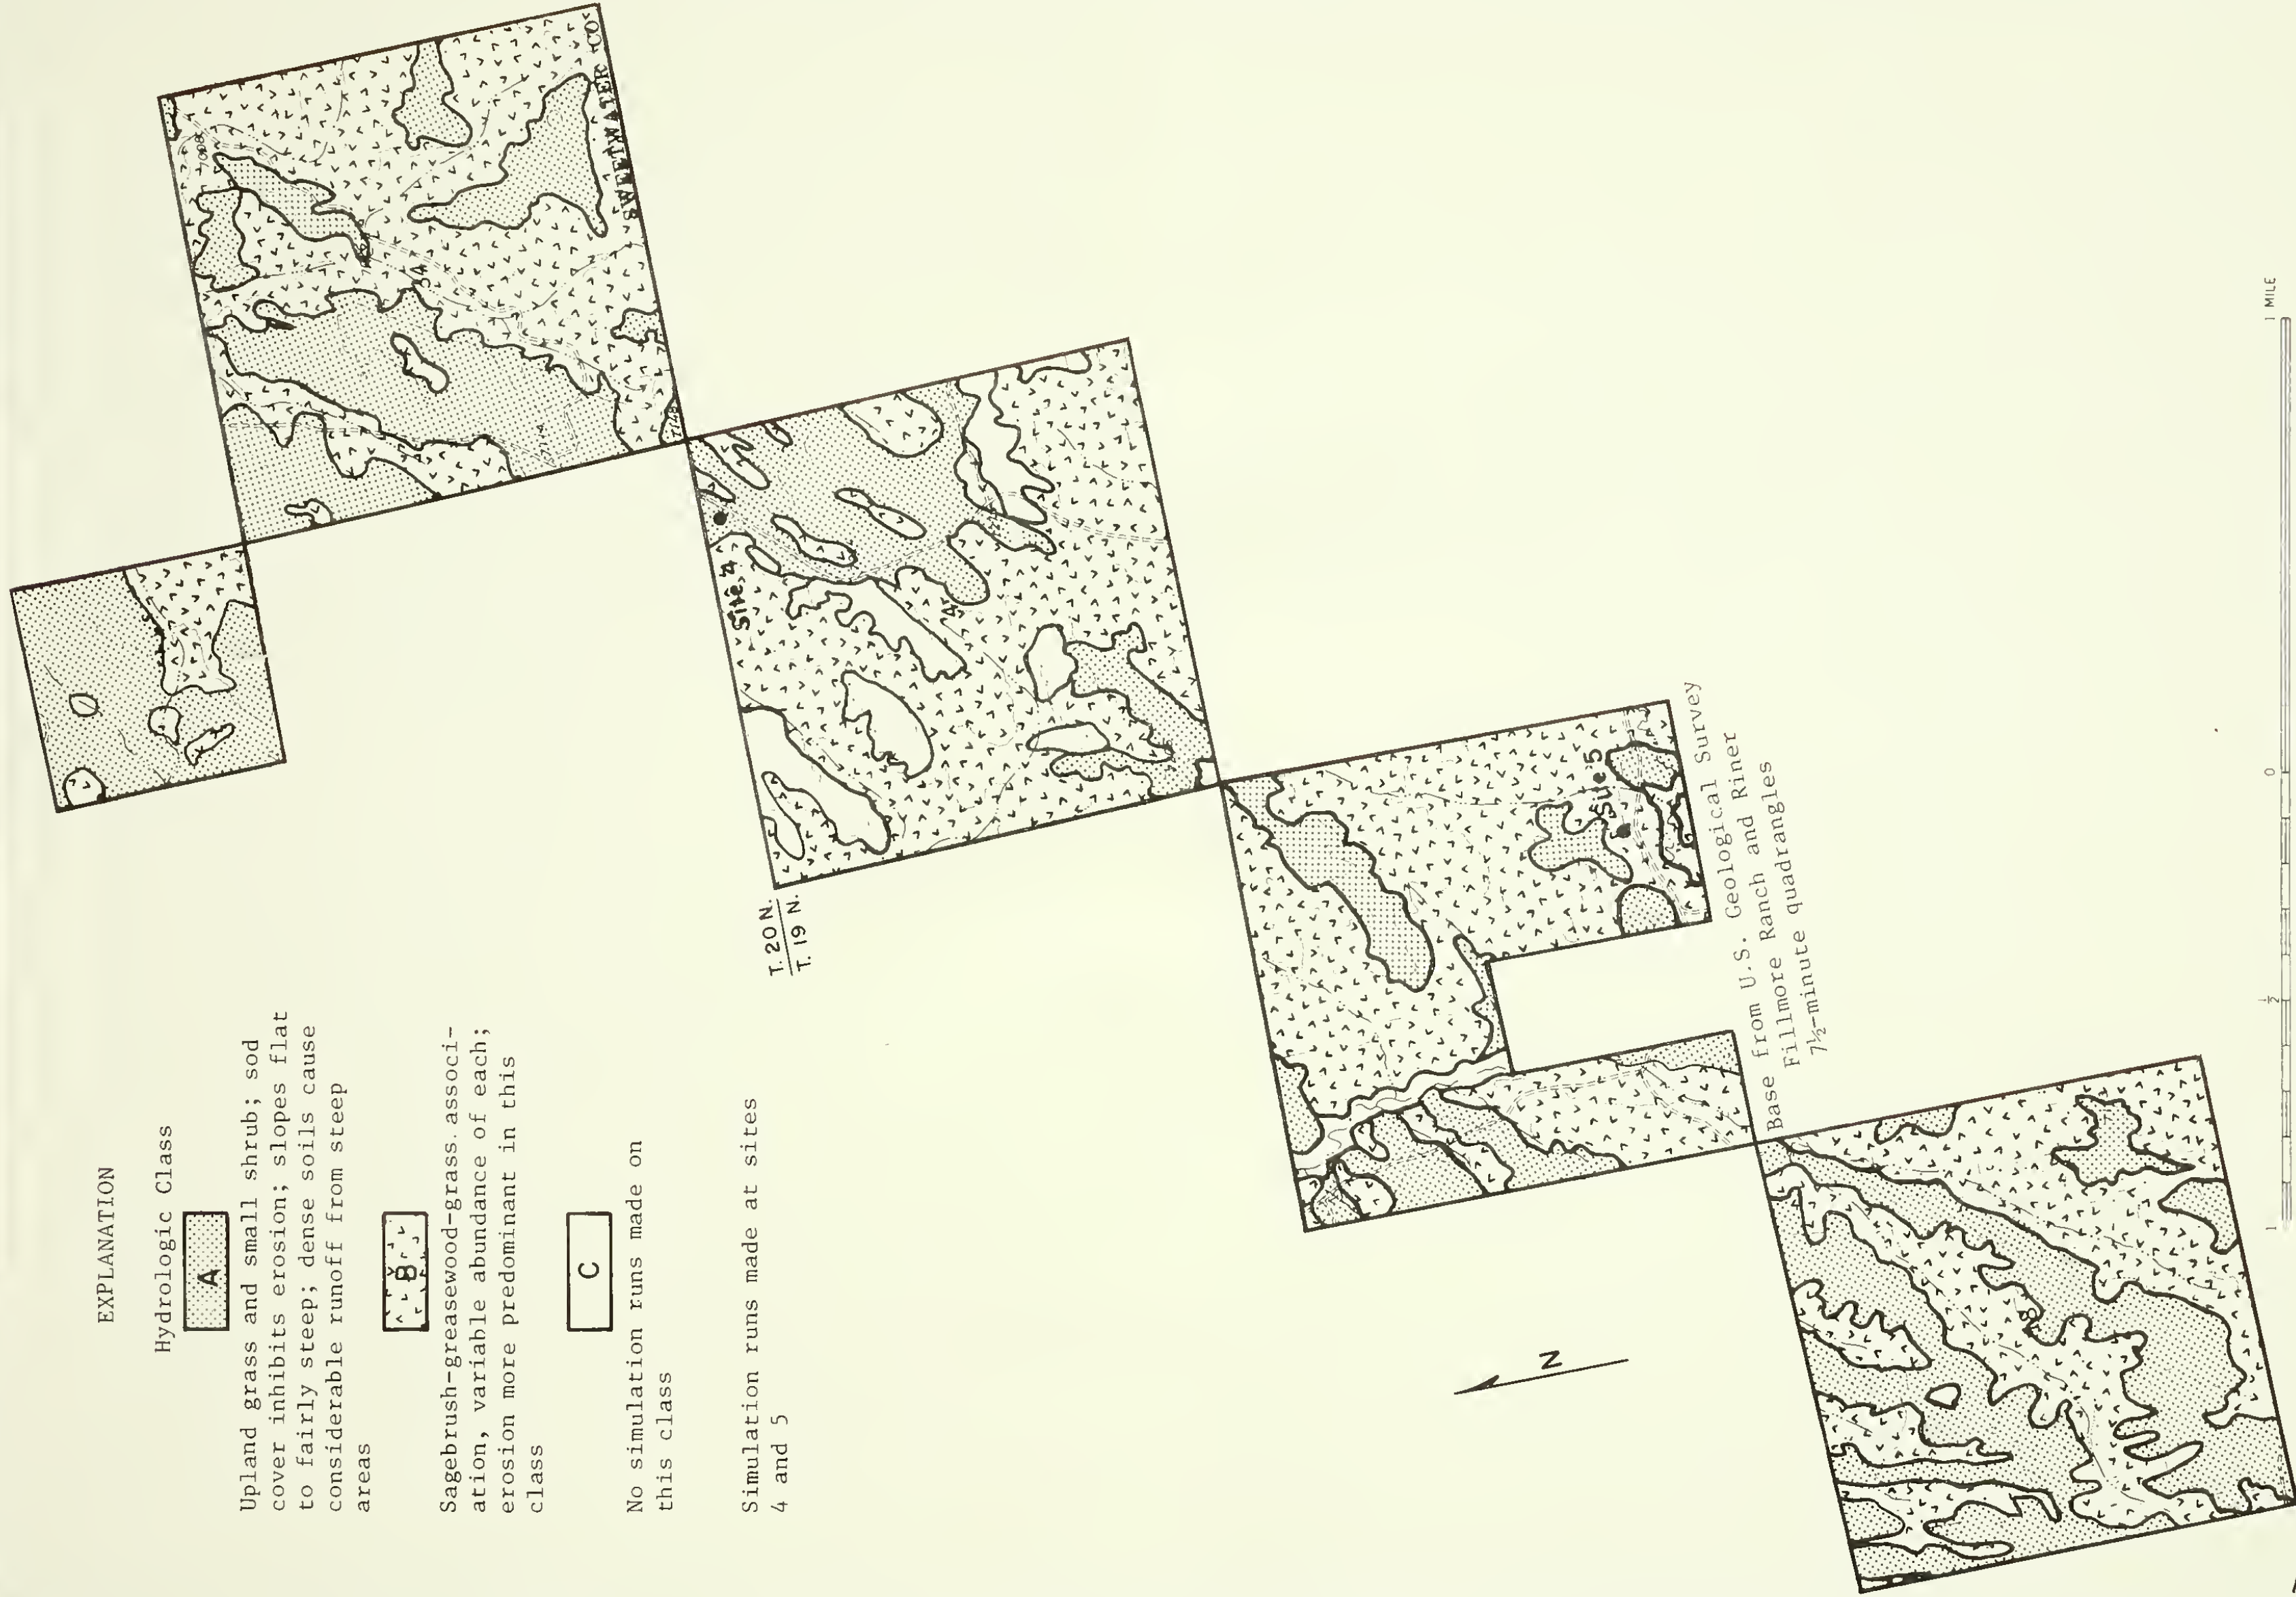 EXPLANATION
Hydrologic Class
A
Upland grass and small shrub; sod
cover inhibits erosion; slopes flat
to fairly steep; dense soils cause
considerable runoff from steep
areas
B
Sagebrush-greasewood-grass associ-
ation, variable abundance of each;
erosion more predominant in this
class
C
No simulation runs made on
this class
Simulation runs made at sites
4 and 5
T. 20 N.
T. 19 N.
7008
34
SWEETWATER CO
Site 4
4
Site 5
18
N
Base from U.S. Geological Survey
Fillmore Ranch and Riner
7½-minute quadrangles
1
½
0
1 MILE